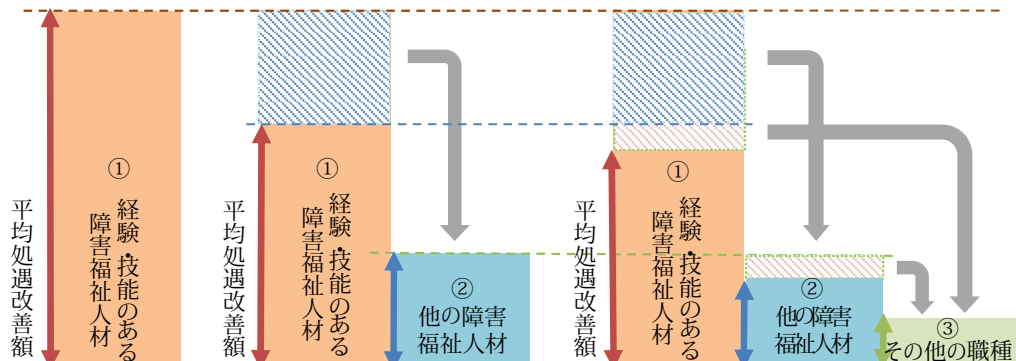 平均処遇改善額
①
経験・技能のある
障害福祉人材
平均処遇改善額
①
経験・技能のある
障害福祉人材
②
他の障害
福祉人材
平均処遇改善額
①
経験・技能のある
障害福祉人材
②
他の障害
福祉人材
③
その他の職種